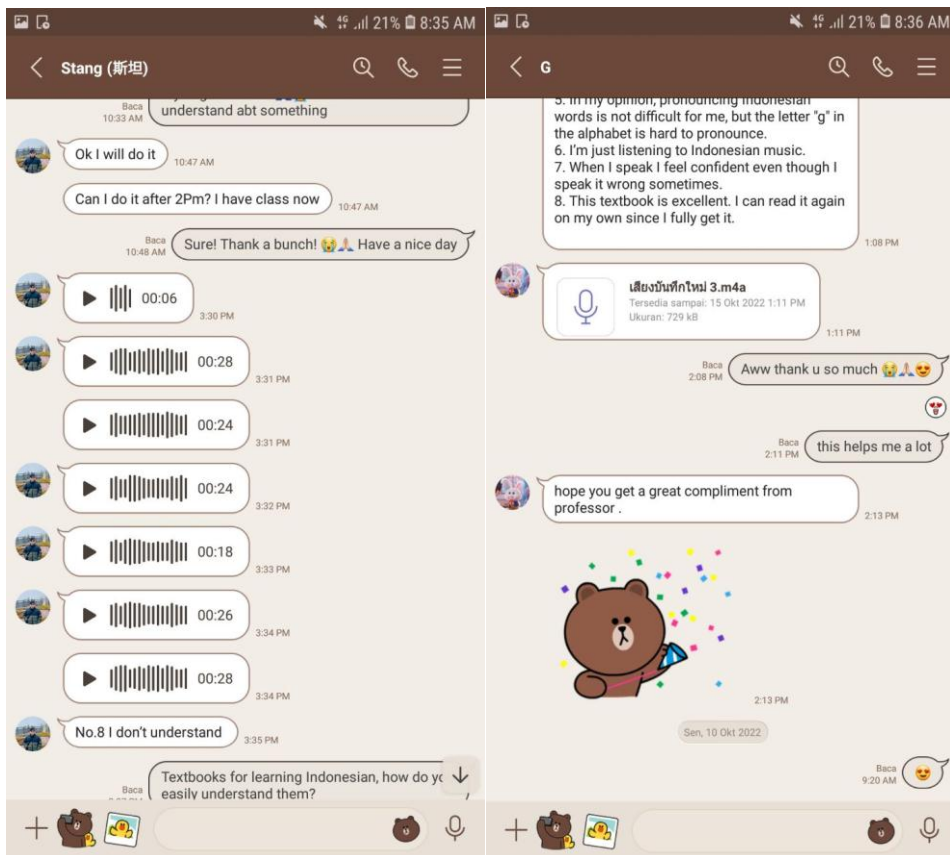 4G 21% 8:35 AM
Stang (斯坦)
understand abt something
Baca
10:33 AM
Ok I will do it
10:47 AM
Can I do it after 2Pm? I have class now
10:47 AM
Sure! Thank a bunch! 😭🙏 Have a nice day
Baca
10:48 AM
00:06
3:30 PM
00:28
3:31 PM
00:24
3:31 PM
00:24
3:32 PM
00:18
3:33 PM
00:26
3:34 PM
00:28
3:34 PM
No.8 I don't understand
3:35 PM
Textbooks for learning Indonesian, how do yo
easily understand them?
Baca
4G 21% 8:36 AM
G
5. In my opinion, pronouncing Indonesian
words is not difficult for me, but the letter "g" in
the alphabet is hard to pronounce.
6. I'm just listening to Indonesian music.
7. When I speak I feel confident even though I
speak it wrong sometimes.
8. This textbook is excellent. I can read it again
on my own since I fully get it.
1:08 PM
เสียงบันทึกใหม่ 3.m4a
Tersedia sampai: 15 Okt 2022 1:11 PM
Ukuran: 729 kB
1:11 PM
Aww thank u so much 😭🙏😍
Baca
2:08 PM
this helps me a lot
Baca
2:11 PM
hope you get a great compliment from
professor .
2:13 PM
2:13 PM
Sen, 10 Okt 2022
Baca
9:20 AM
😍